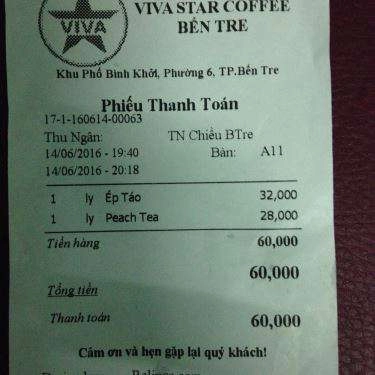 VIVA
VIVA STAR COFFEE
BẾN TRE
Khu Phố Bình Khởi, Phường 6, TP.Bến Tre
Phiếu Thanh Toán
17-1-160614-00063
Thu Ngân: TN Chiều BTre
14/06/2016 - 19:40 Bàn: A11
14/06/2016 - 20:18
1 ly Ép Táo 32,000
1 ly Peach Tea 28,000
Tiền hàng 60,000
60,000
Tổng tiền
Thanh toán 60,000
Cám ơn và hẹn gặp lại quý khách!